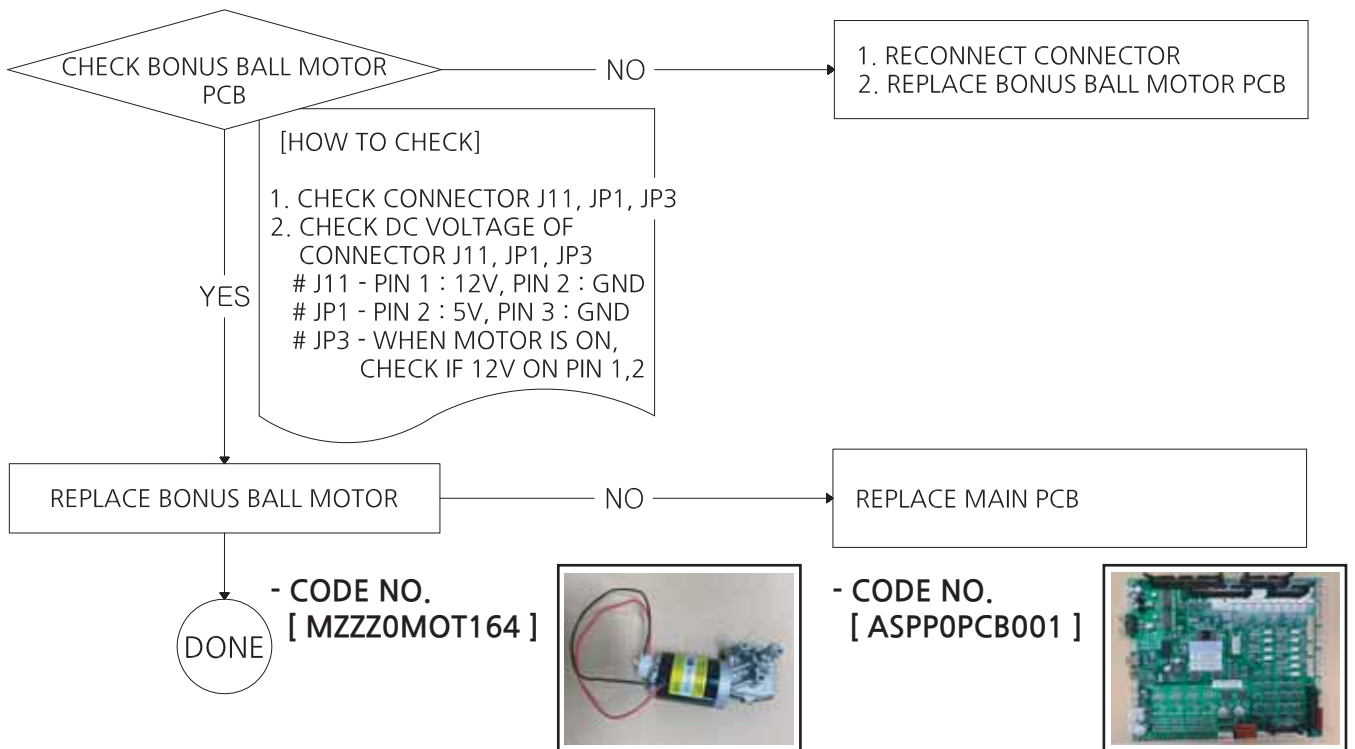 CHECK BONUS BALL MOTOR
PCB
NO
1. RECONNECT CONNECTOR
2. REPLACE BONUS BALL MOTOR PCB
[HOW TO CHECK]
1. CHECK CONNECTOR J11, JP1, JP3
2. CHECK DC VOLTAGE OF
CONNECTOR J11, JP1, JP3
# J11 - PIN 1 : 12V, PIN 2 : GND
# JP1 - PIN 2 : 5V, PIN 3 : GND
# JP3 - WHEN MOTOR IS ON,
CHECK IF 12V ON PIN 1,2
YES
REPLACE BONUS BALL MOTOR
NO
REPLACE MAIN PCB
DONE
- CODE NO.
[ MZZZ0MOT164 ]
- CODE NO.
[ ASPP0PCB001 ]